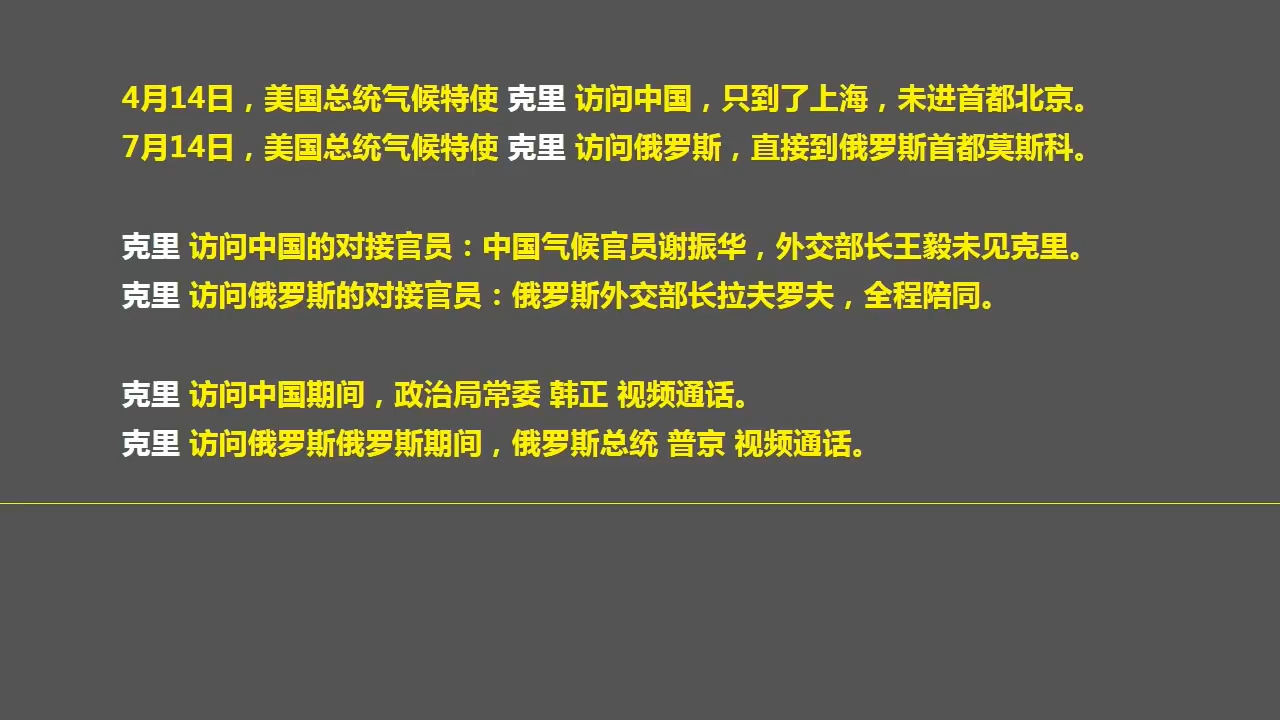 4月14日，美国总统气候特使 克里 访问中国，只到了上海，未进首都北京。
7月14日，美国总统气候特使 克里 访问俄罗斯，直接到俄罗斯首都莫斯科。
克里 访问中国的对接官员：中国气候官员谢振华，外交部长王毅未见克里。
克里 访问俄罗斯的对接官员：俄罗斯外交部长拉夫罗夫，全程陪同。
克里 访问中国期间，政治局常委 韩正 视频通话。
克里 访问俄罗斯俄罗斯期间，俄罗斯总统 普京 视频通话。